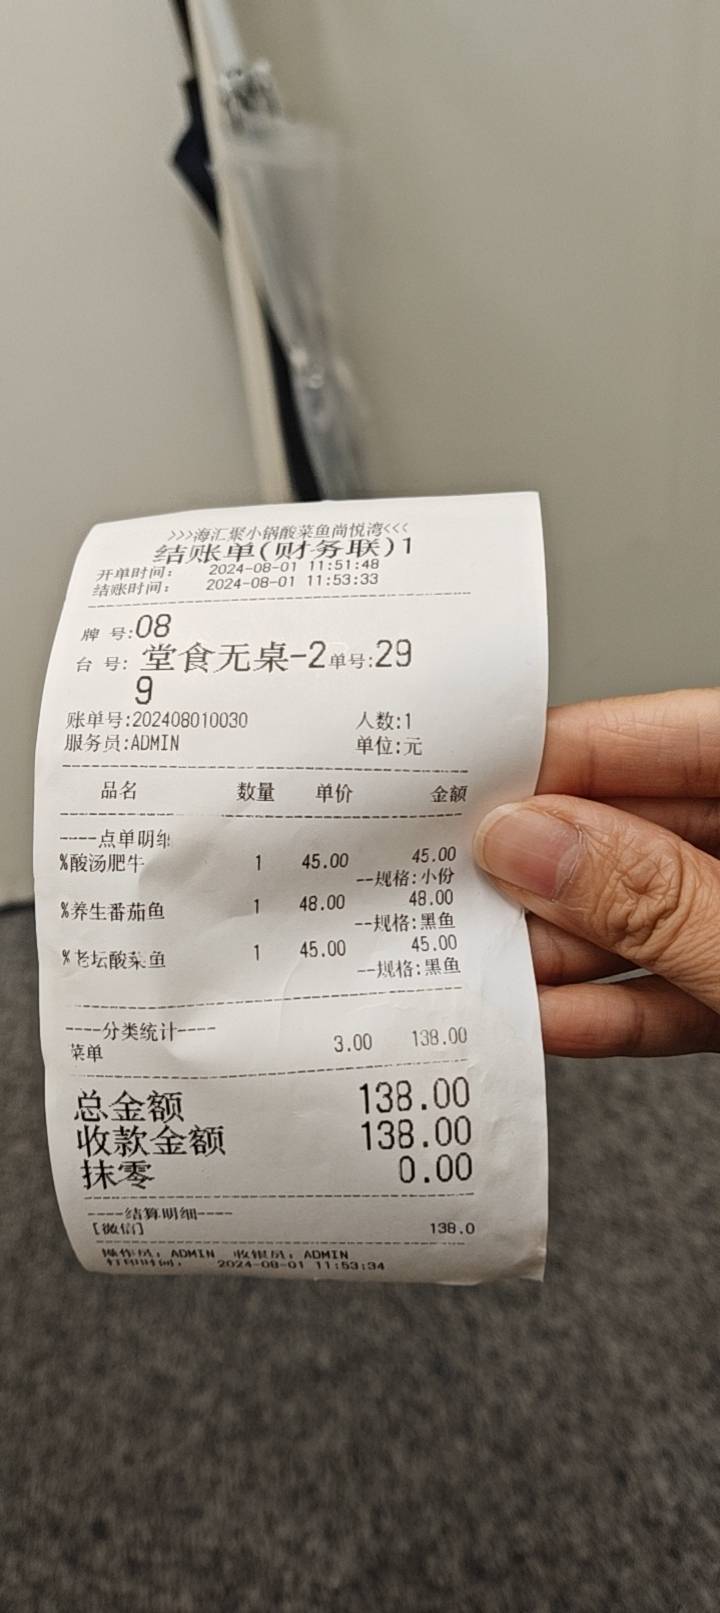 >>>海汇聚小锅酸菜鱼尚悦湾<<<
结账单(财务联)1
开单时间: 2024-08-01 11:51:48
结账时间: 2024-08-01 11:53:33
牌 号:08
台 号: 堂食无桌-2 单号:29
9
账单号:202408010030 人数:1
服务员:ADMIN 单位:元
品名 数量 单价 金额
----点单明细
%酸汤肥牛 1 45.00 45.00
--规格:小份
%养生番茄鱼 1 48.00 48.00
--规格:黑鱼
%老坛酸菜鱼 1 45.00 45.00
--规格:黑鱼
----分类统计----
菜单 3.00 138.00
总金额 138.00
收款金额 138.00
抹零 0.00
----结算明细----
[微信] 138.0
操作员: ADMIN 收银员: ADMIN
打印时间: 2024-08-01 11:53:34